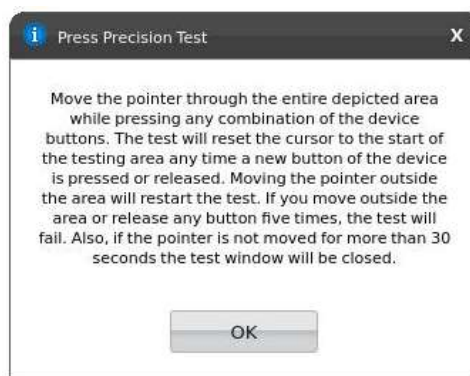 i Press Precision Test X
Move the pointer through the entire depicted area
while pressing any combination of the device
buttons. The test will reset the cursor to the start of
the testing area any time a new button of the device
is pressed or released. Moving the pointer outside
the area will restart the test. If you move outside the
area or release any button five times, the test will
fail. Also, if the pointer is not moved for more than 30
seconds the test window will be closed.
OK